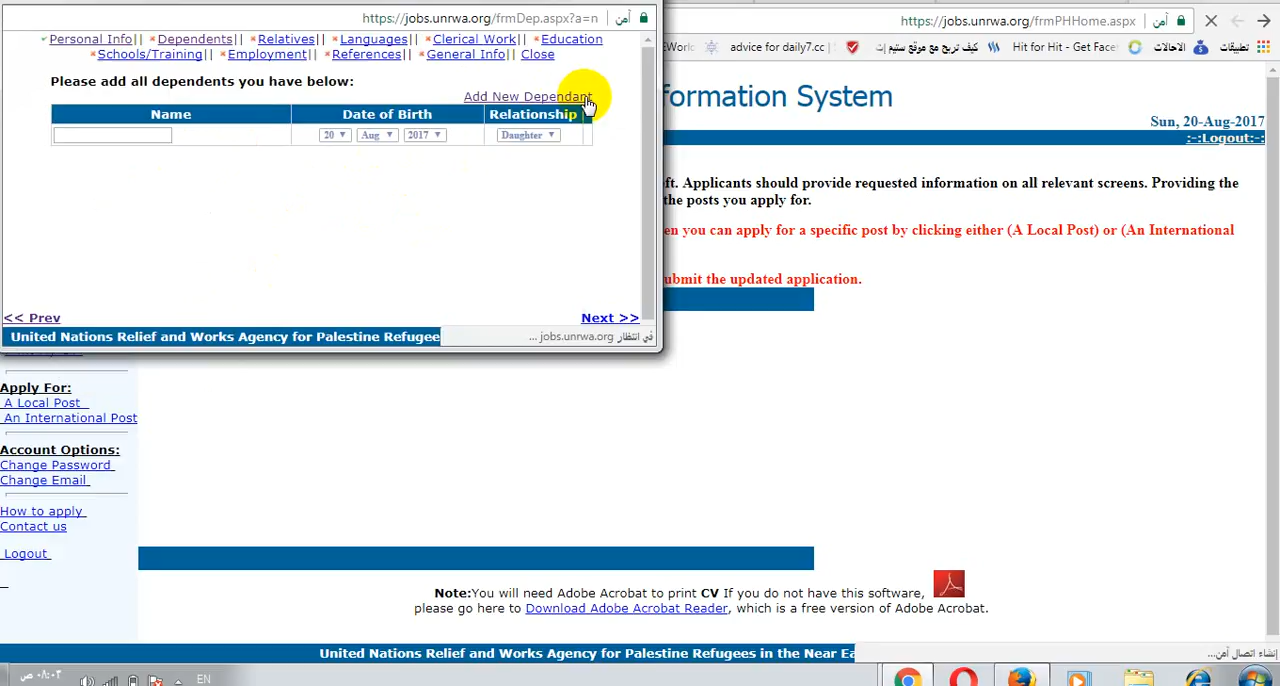 https://jobs.unrwa.org/frmDep.aspx?a=n آمن
Personal Info|| *Dependents|| *Relatives|| *Languages|| *Clerical Work|| *Education
*Schools/Training|| *Employment|| *References|| *General Info|| Close
Please add all dependents you have below:
Add New Dependant
Name Date of Birth Relationship
20 Aug 2017 Daughter
<< Prev Next >>
United Nations Relief and Works Agency for Palestine Refugee
في انتظار jobs.unrwa.org ...
https://jobs.unrwa.org/frmPHHome.aspx آمن
advice for daily7.cc كيف تربح مع موقع ستيم إت Hit for Hit - Get Face الاحالات تطبيقات
formation System
Sun, 20-Aug-2017
:-:Logout:-:
ft. Applicants should provide requested information on all relevant screens. Providing the
the posts you apply for.
en you can apply for a specific post by clicking either (A Local Post) or (An International
ubmit the updated application.
Apply For:
A Local Post
An International Post
Account Options:
Change Password
Change Email
How to apply
Contact us
Logout
Note:You will need Adobe Acrobat to print CV If you do not have this software,
please go here to Download Adobe Acrobat Reader, which is a free version of Adobe Acrobat.
United Nations Relief and Works Agency for Palestine Refugees in the Near Ea
إنشاء اتصال آمن...
٠٨:٠٢ ص
EN